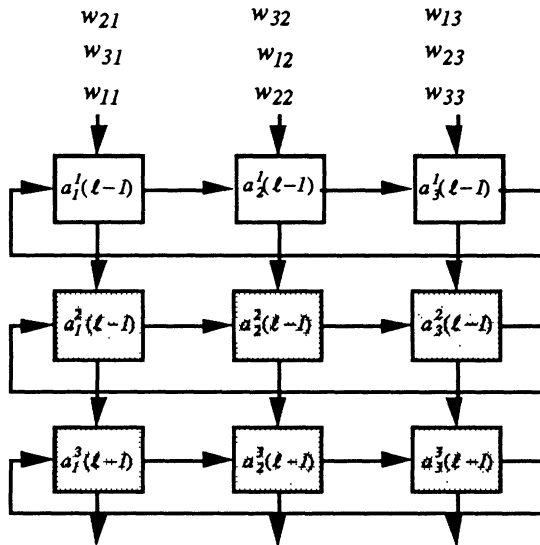 w₂₁ w₃₂ w₁₃
w₃₁ w₁₂ w₂₃
w₁₁ w₂₂ w₃₃
a₁¹(ℓ−1) a₂¹(ℓ−1) a₃¹(ℓ−1)
a₁²(ℓ−1) a₂²(ℓ−1) a₃²(ℓ−1)
a₁³(ℓ−1) a₂³(ℓ−1) a₃³(ℓ−1)